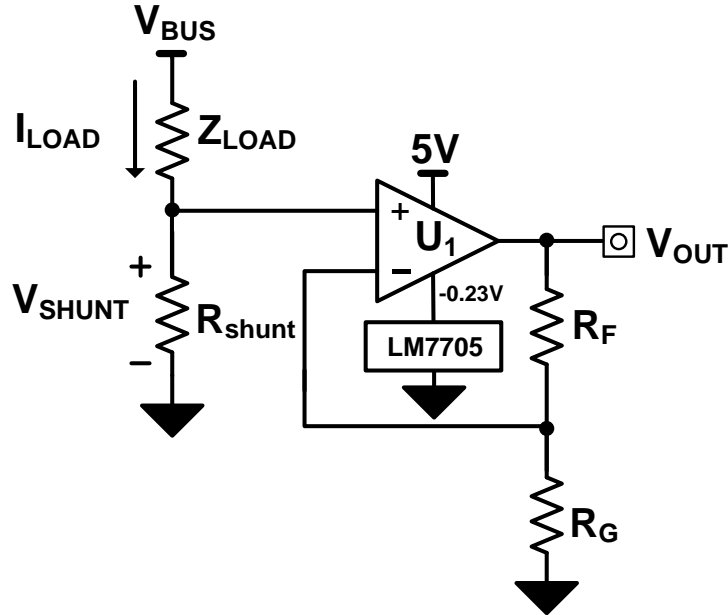 VBUS
ILOAD
ZLOAD
5V
+
U1
−
VOUT
-0.23V
+
VSHUNT
Rshunt
−
LM7705
RF
RG